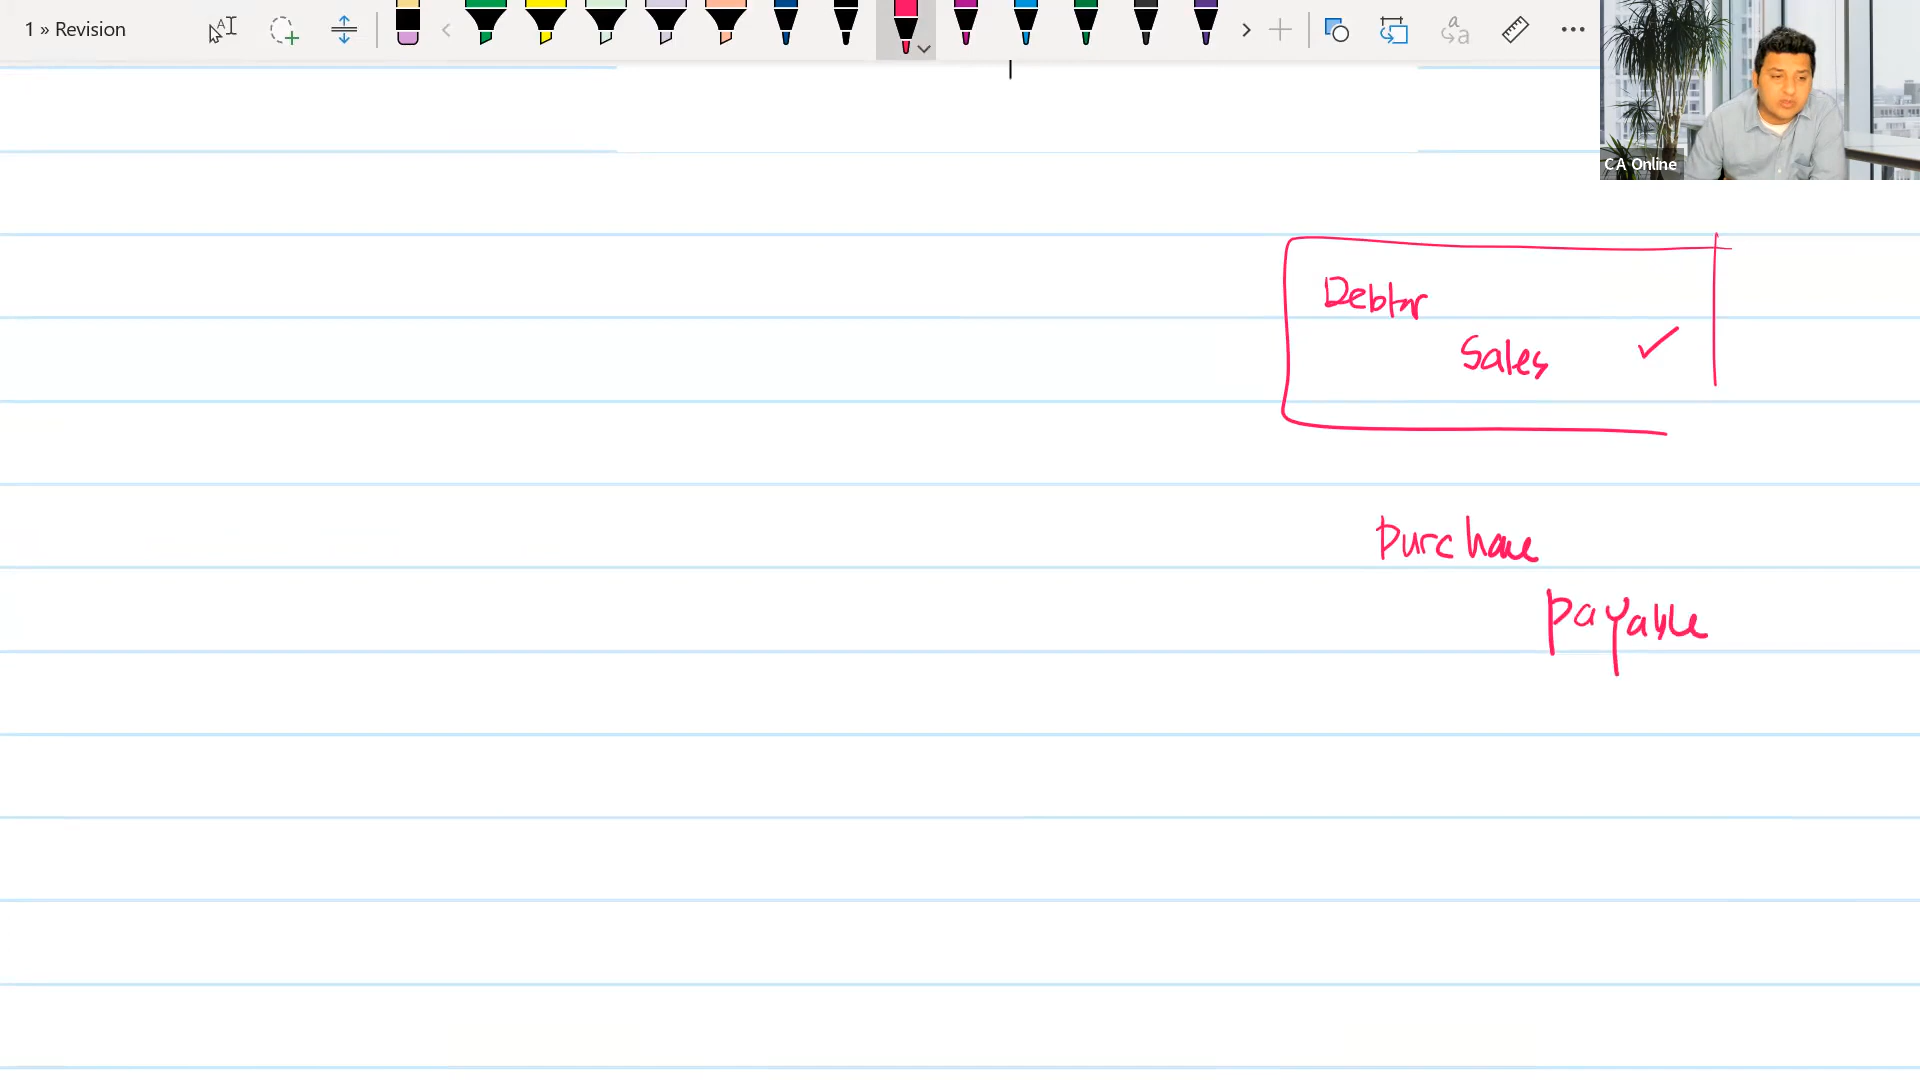 1 » Revision
CA Online
Debtor
Sales
Purchase
Payable